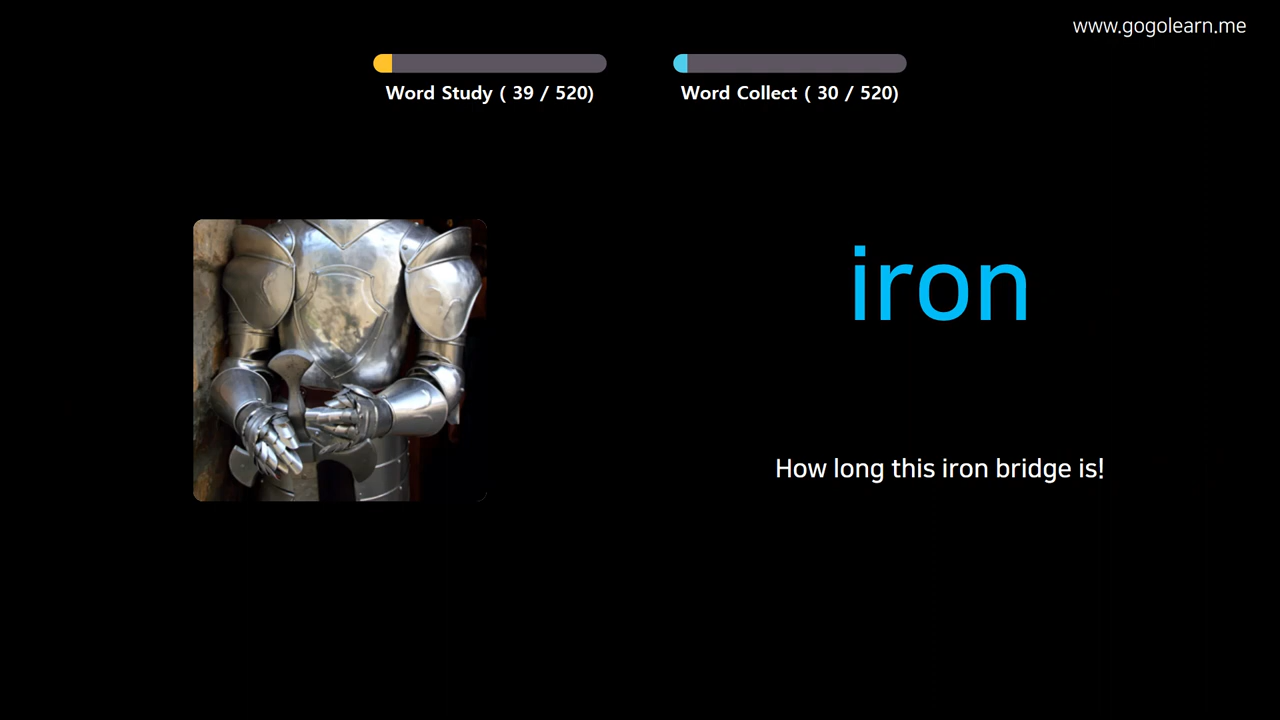 www.gogolearn.me
Word Study ( 39 / 520)
Word Collect ( 30 / 520)
iron
How long this iron bridge is!